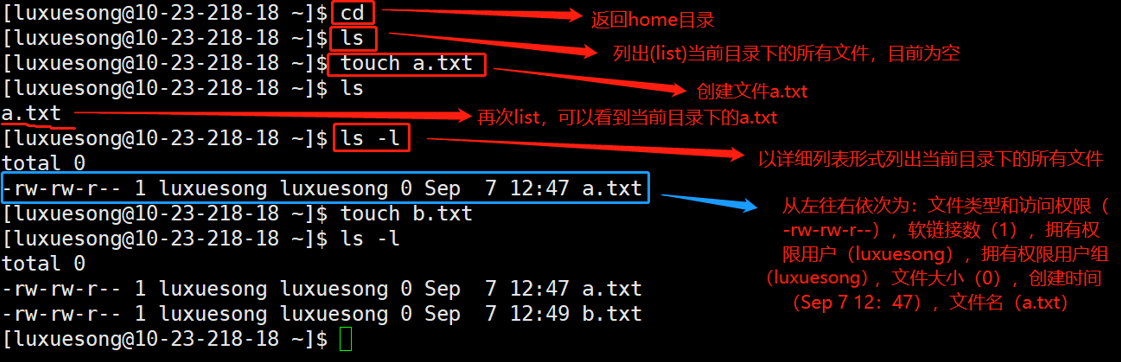 [luxuesong@10-23-218-18 ~]$ cd
返回home目录
[luxuesong@10-23-218-18 ~]$ ls
列出(list)当前目录下的所有文件，目前为空
[luxuesong@10-23-218-18 ~]$ touch a.txt
创建文件a.txt
[luxuesong@10-23-218-18 ~]$ ls
a.txt
再次list，可以看到当前目录下的a.txt
[luxuesong@10-23-218-18 ~]$ ls -l
以详细列表形式列出当前目录下的所有文件
total 0
-rw-rw-r-- 1 luxuesong luxuesong 0 Sep  7 12:47 a.txt
从左往右依次为：文件类型和访问权限（
-rw-rw-r--），软链接数（1），拥有权
限用户（luxuesong），拥有权限用户组
（luxuesong），文件大小（0），创建时间
（Sep 7 12：47），文件名（a.txt）
[luxuesong@10-23-218-18 ~]$ touch b.txt
[luxuesong@10-23-218-18 ~]$ ls -l
total 0
-rw-rw-r-- 1 luxuesong luxuesong 0 Sep  7 12:47 a.txt
-rw-rw-r-- 1 luxuesong luxuesong 0 Sep  7 12:49 b.txt
[luxuesong@10-23-218-18 ~]$